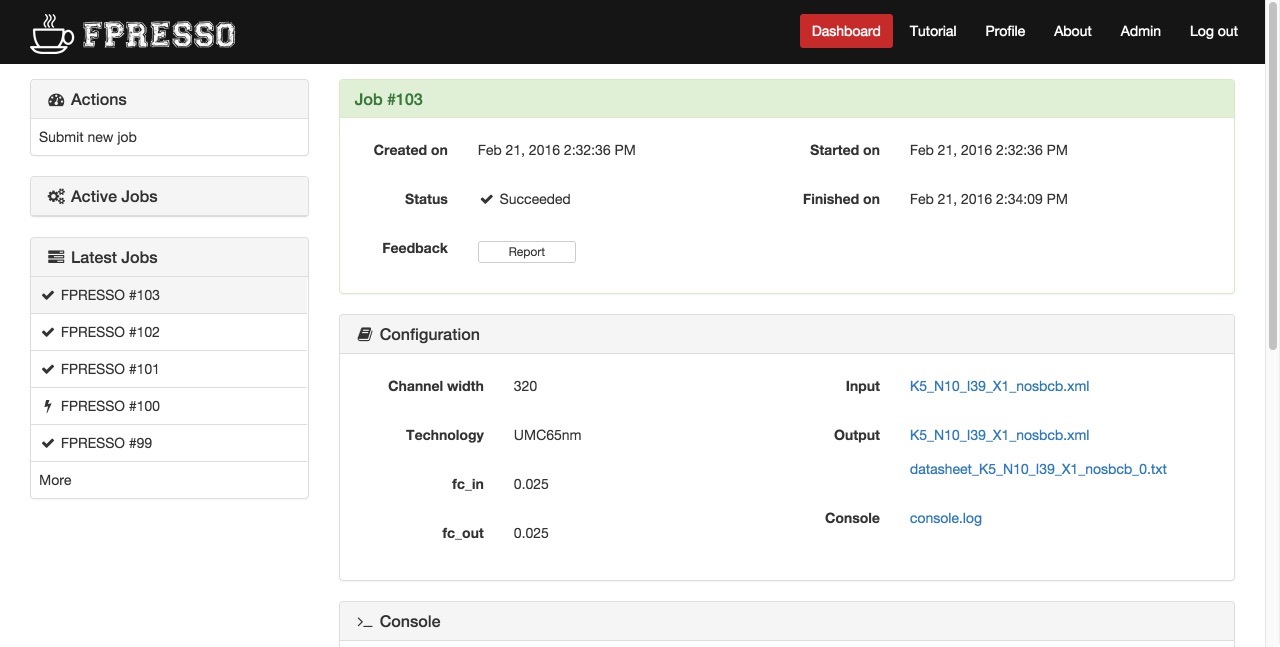 FPRESSO
Dashboard Tutorial Profile About Admin Log out
Actions
Submit new job
Active Jobs
Latest Jobs
FPRESSO #103
FPRESSO #102
FPRESSO #101
FPRESSO #100
FPRESSO #99
More
Job #103
Created on Feb 21, 2016 2:32:36 PM Started on Feb 21, 2016 2:32:36 PM
Status Succeeded Finished on Feb 21, 2016 2:34:09 PM
Feedback Report
Configuration
Channel width 320 Input K5_N10_l39_X1_nosbcb.xml
Technology UMC65nm Output K5_N10_l39_X1_nosbcb.xml
datasheet_K5_N10_l39_X1_nosbcb_0.txt
fc_in 0.025
Console console.log
fc_out 0.025
>_ Console